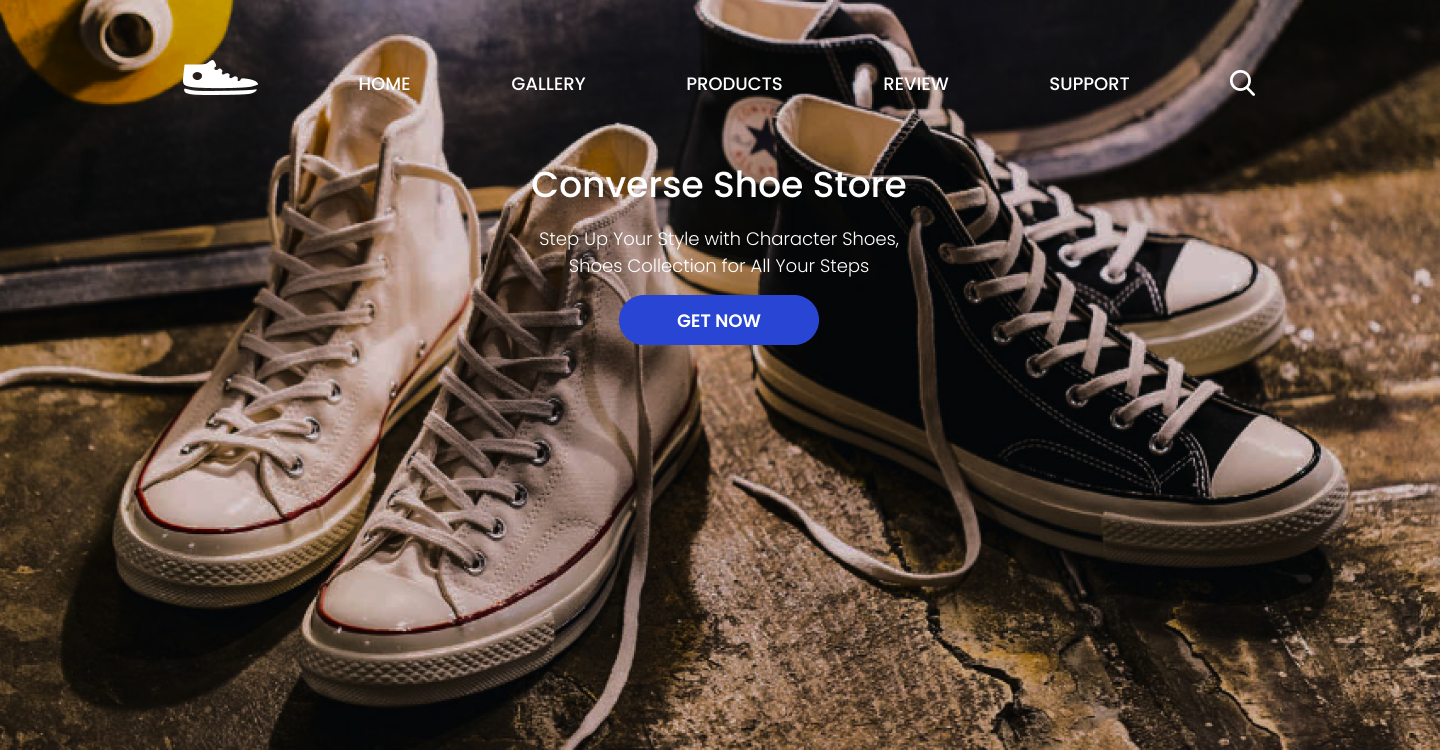 HOME GALLERY PRODUCTS REVIEW SUPPORT
Converse Shoe Store
Step Up Your Style with Character Shoes,
Shoes Collection for All Your Steps
GET NOW